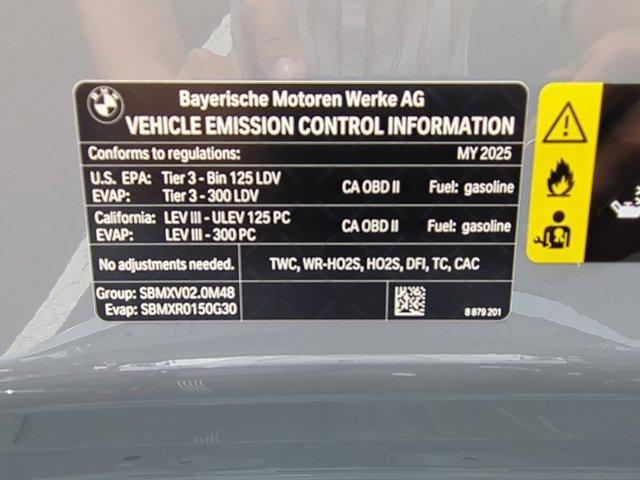 BMW
Bayerische Motoren Werke AG
VEHICLE EMISSION CONTROL INFORMATION
Conforms to regulations: MY 2025
U.S. EPA: Tier 3 - Bin 125 LDV
EVAP: Tier 3 - 300 LDV
CA OBD II Fuel: gasoline
California: LEV III - ULEV 125 PC
EVAP: LEV III - 300 PC
CA OBD II Fuel: gasoline
No adjustments needed. TWC, WR-HO2S, HO2S, DFI, TC, CAC
Group: SBMXV02.0M48
Evap: SBMXR0150G30
8 879 201